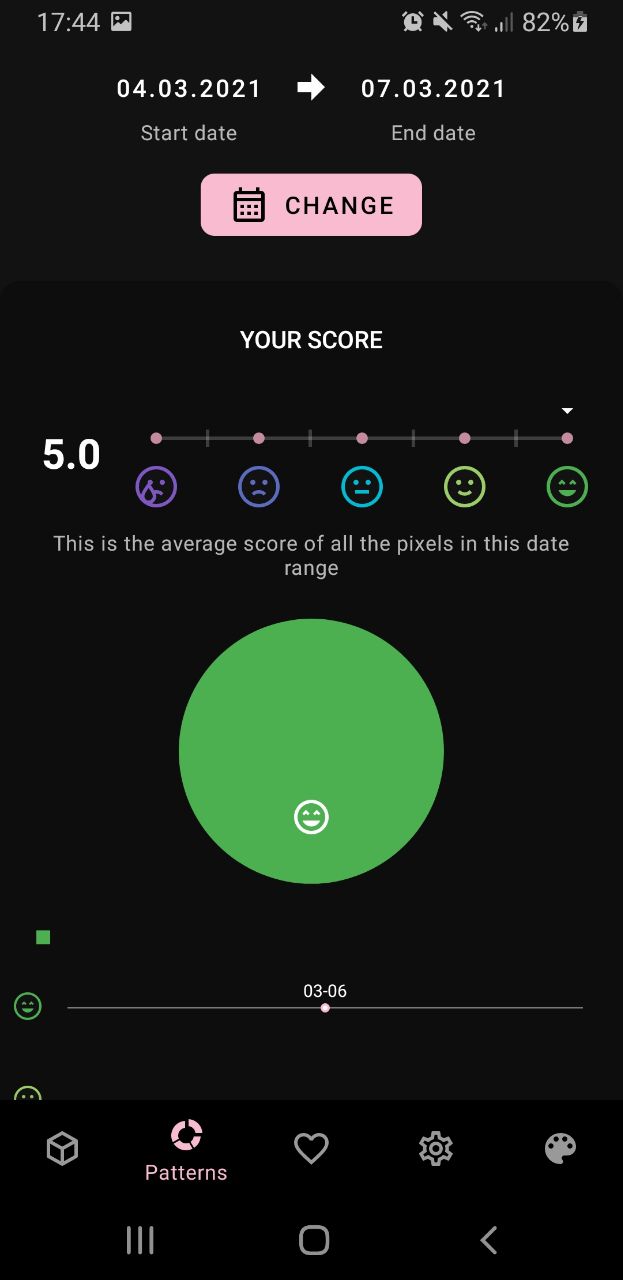 17:44 82%
04.03.2021 07.03.2021
Start date End date
CHANGE
YOUR SCORE
5.0
This is the average score of all the pixels in this date
range
03-06
Patterns